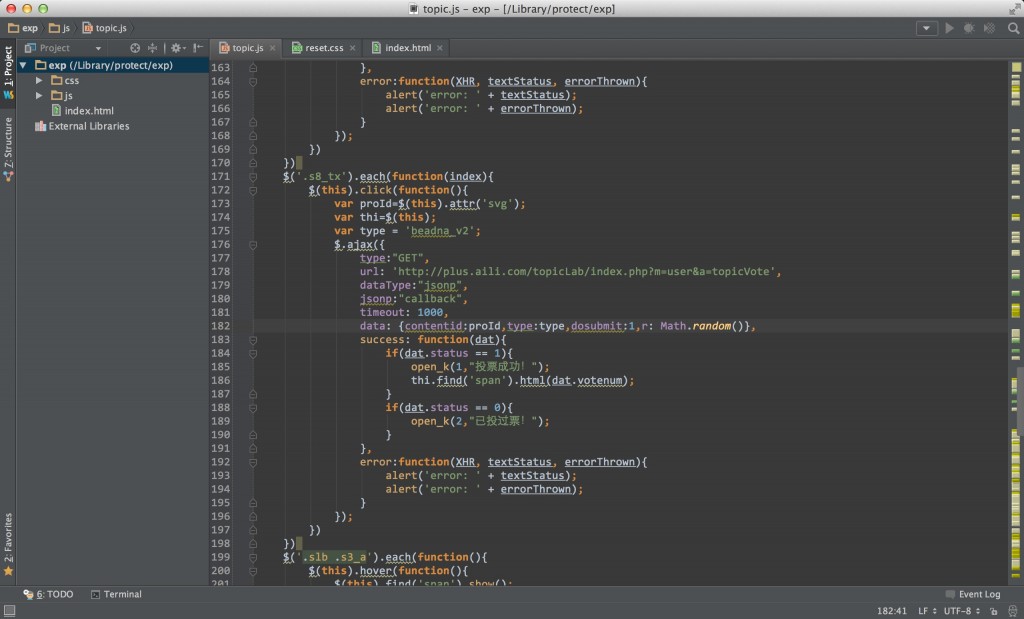 topic.js - exp - [/Library/protect/exp]
exp js topic.js
1: Project
Z: Structure
2: Favorites
Project
exp (/Library/protect/exp)
css
js
index.html
External Libraries
topic.js reset.css index.html
163 },
164 error:function(XHR, textStatus, errorThrown){
165 alert('error: ' + textStatus);
166 alert('error: ' + errorThrown);
167 }
168 });
169 })
170 })
171 $('.s8_tx').each(function(index){
172 $(this).click(function(){
173 var proId=$(this).attr('svg');
174 var thi=$(this);
175 var type = 'beadna_v2';
176 $.ajax({
177 type:"GET",
178 url: 'http://plus.aili.com/topicLab/index.php?m=user&a=topicVote',
179 dataType:"jsonp",
180 jsonp:"callback",
181 timeout: 1000,
182 data: {contentid:proId,type:type,dosubmit:1,r: Math.random()},
183 success: function(dat){
184 if(dat.status == 1){
185 open_k(1,"投票成功！");
186 thi.find('span').html(dat.votenum);
187 }
188 if(dat.status == 0){
189 open_k(2,"已投过票！");
190 }
191 },
192 error:function(XHR, textStatus, errorThrown){
193 alert('error: ' + textStatus);
194 alert('error: ' + errorThrown);
195 }
196 });
197 })
198 })
199 $('.slb .s3_a').each(function(){
200 $(this).hover(function(){
201 $(this).find('span').show();
6: TODO Terminal Event Log
182:41 LF UTF-8